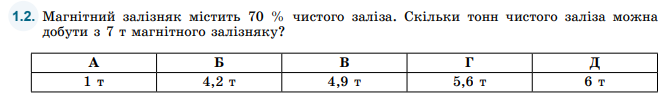 1.2. Магнітний залізняк містить 70 % чистого заліза. Скільки тонн чистого заліза можна
добути з 7 т магнітного залізняку?
А Б В Г Д
1 т 4,2 т 4,9 т 5,6 т 6 т